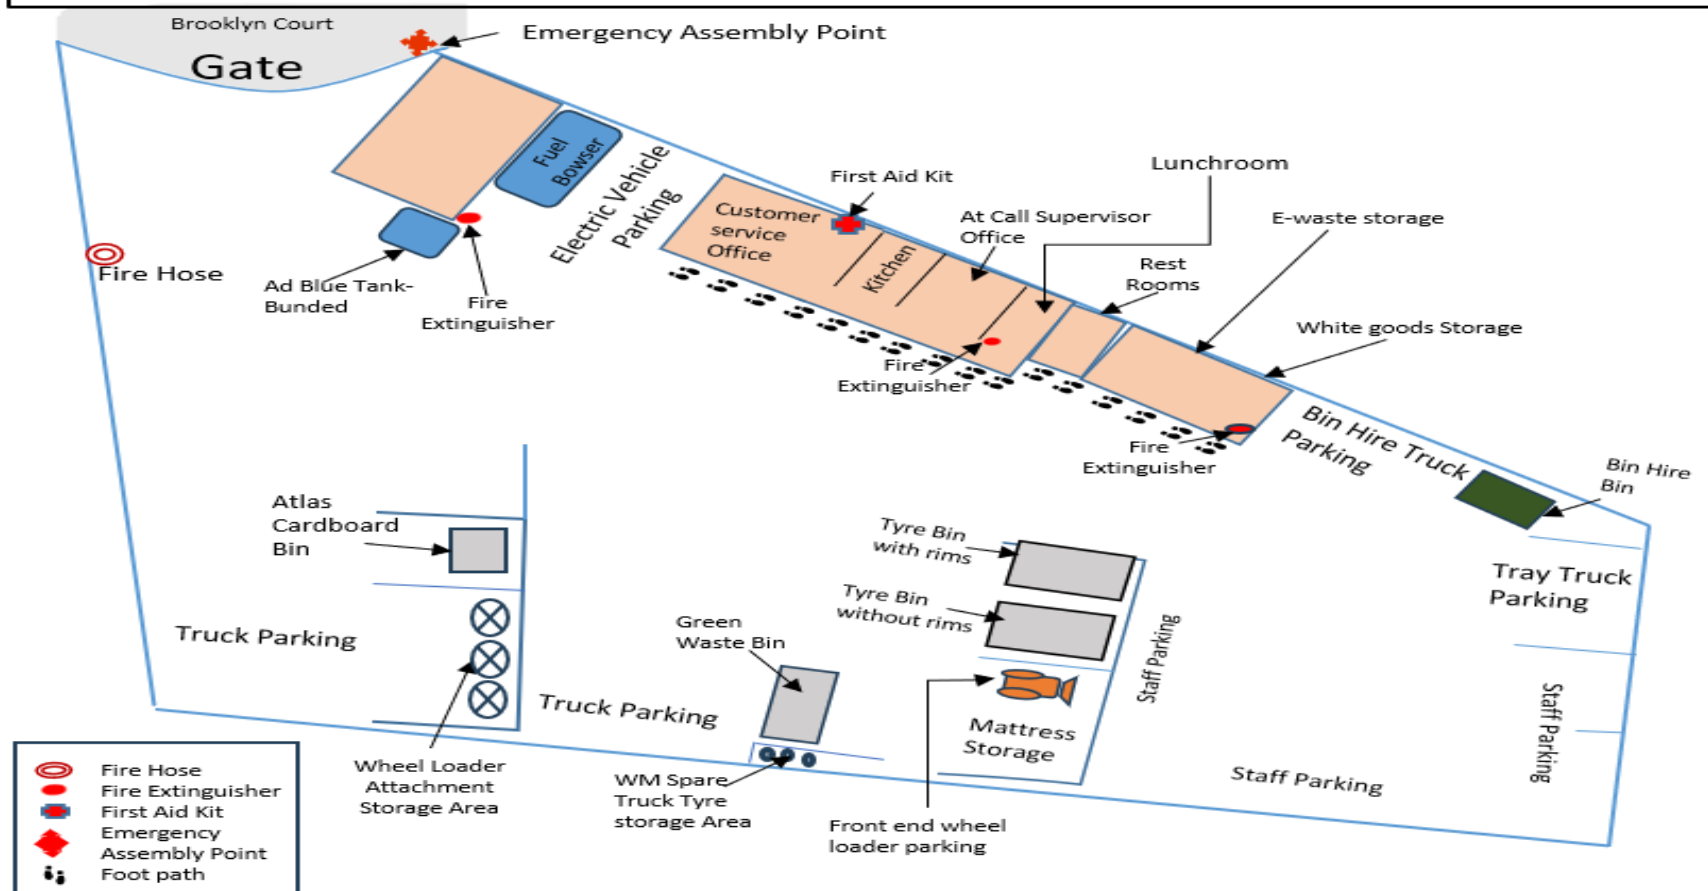 Brooklyn Court
Gate
Emergency Assembly Point
Fuel
Bowser
Electric Vehicle
Parking
Fire Hose
Ad Blue Tank-
Bunded
Fire
Extinguisher
Customer
service
Office
First Aid Kit
Kitchen
At Call Supervisor
Office
Lunchroom
Rest
Rooms
E-waste storage
White goods Storage
Fire
Extinguisher
Fire
Extinguisher
Bin Hire Truck
Parking
Bin Hire
Bin
Tray Truck
Parking
Atlas
Cardboard
Bin
Truck Parking
Wheel Loader
Attachment
Storage Area
Truck Parking
Green
Waste Bin
WM Spare
Truck Tyre
storage Area
Tyre Bin
with rims
Tyre Bin
without rims
Mattress
Storage
Front end wheel
loader parking
Staff Parking
Staff Parking
Staff Parking
Fire Hose
Fire Extinguisher
First Aid Kit
Emergency
Assembly Point
Foot path